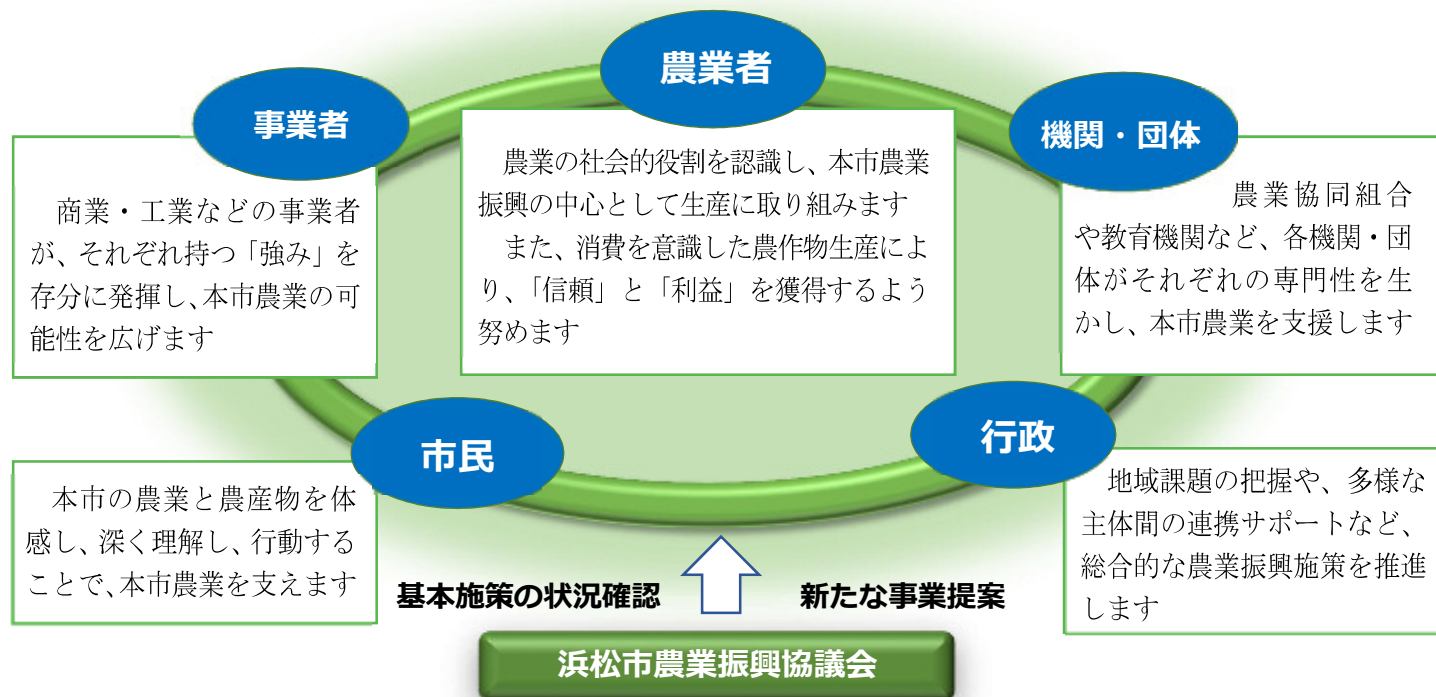 農業者
農業の社会的役割を認識し、本市農業
振興の中心として生産に取り組みます
また、消費を意識した農作物生産によ
り、「信頼」と「利益」を獲得するよう
努めます
事業者
商業・工業などの事業者
が、それぞれ持つ「強み」を
存分に発揮し、本市農業の可
能性を広げます
機関・団体
農業協同組合
や教育機関など、各機関・団
体がそれぞれの専門性を生
かし、本市農業を支援します
市民
本市の農業と農産物を体
感し、深く理解し、行動する
ことで、本市農業を支えます
行政
地域課題の把握や、多様な
主体間の連携サポートなど、
総合的な農業振興施策を推進
します
基本施策の状況確認
新たな事業提案
浜松市農業振興協議会